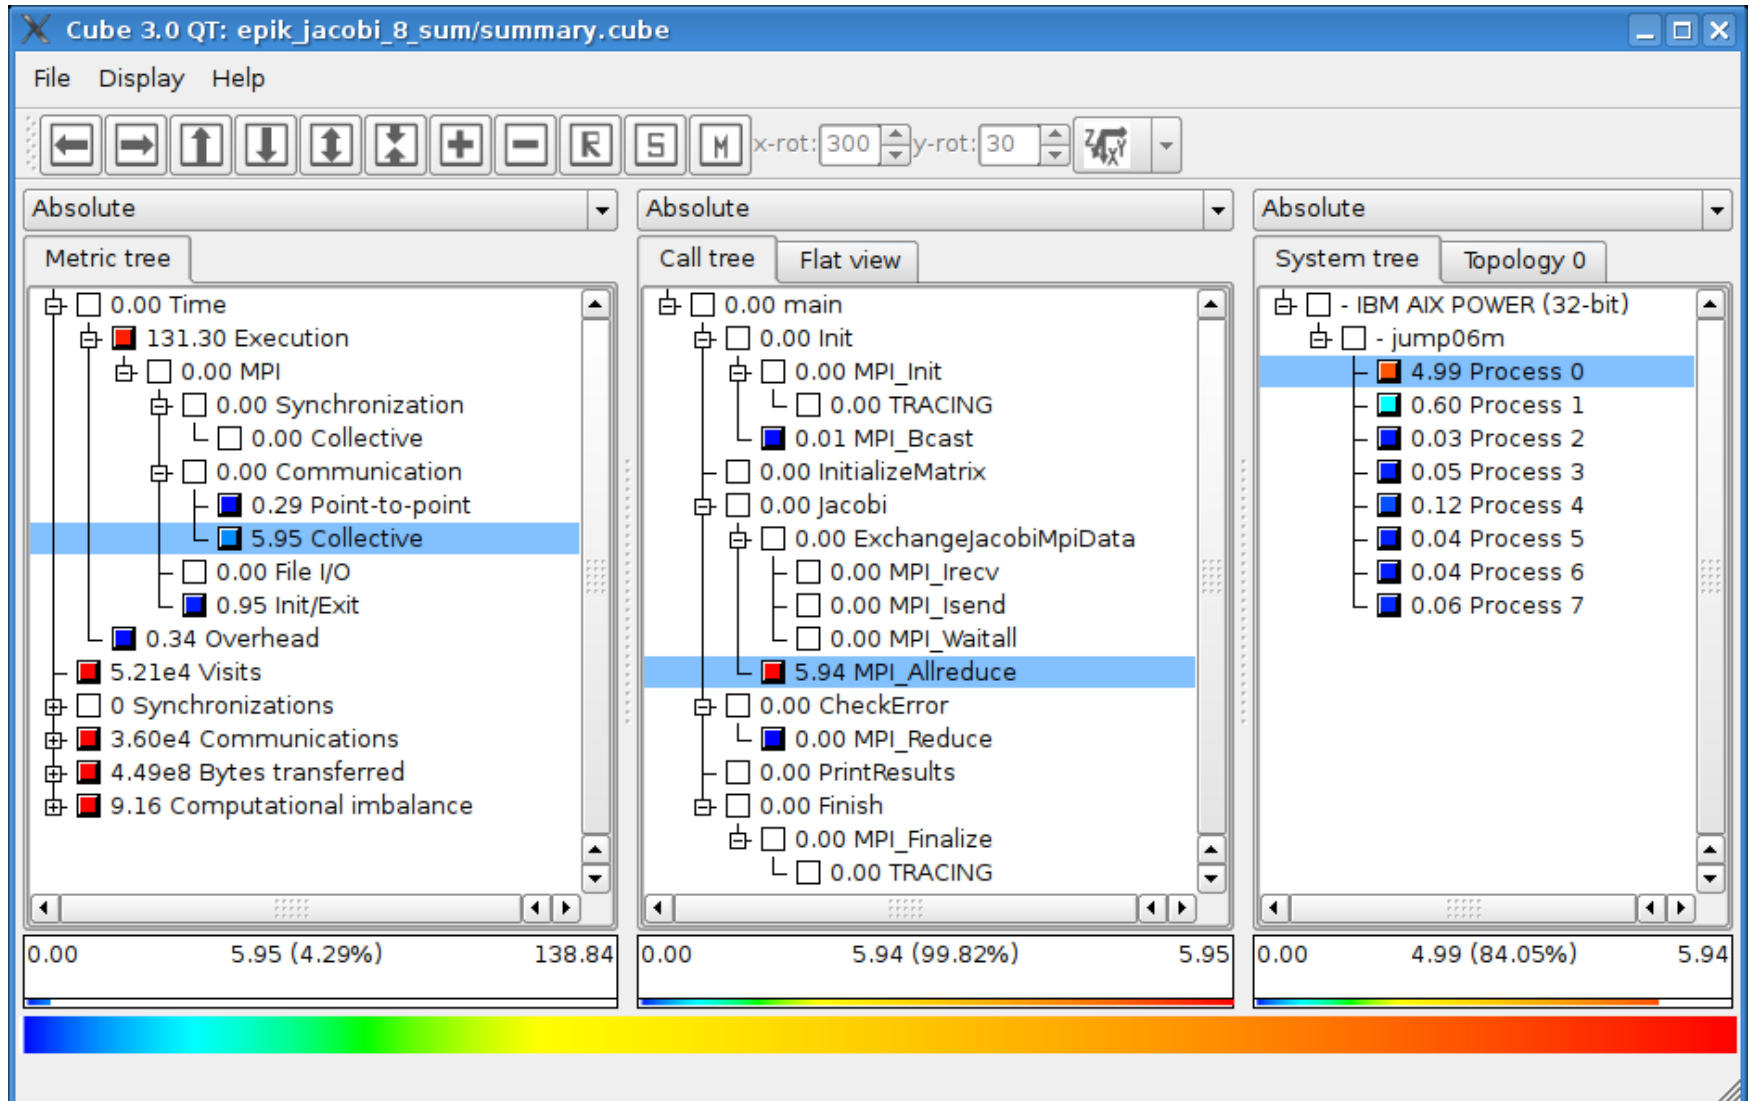 Cube 3.0 QT: epik_jacobi_8_sum/summary.cube
File Display Help
R S M x-rot: 300 y-rot: 30 Z X Y
Absolute
Metric tree
0.00 Time
131.30 Execution
0.00 MPI
0.00 Synchronization
0.00 Collective
0.00 Communication
0.29 Point-to-point
5.95 Collective
0.00 File I/O
0.95 Init/Exit
0.34 Overhead
5.21e4 Visits
0 Synchronizations
3.60e4 Communications
4.49e8 Bytes transferred
9.16 Computational imbalance
0.00 5.95 (4.29%) 138.84
Absolute
Call tree Flat view
0.00 main
0.00 Init
0.00 MPI_Init
0.00 TRACING
0.01 MPI_Bcast
0.00 InitializeMatrix
0.00 Jacobi
0.00 ExchangeJacobiMpiData
0.00 MPI_Irecv
0.00 MPI_Isend
0.00 MPI_Waitall
5.94 MPI_Allreduce
0.00 CheckError
0.00 MPI_Reduce
0.00 PrintResults
0.00 Finish
0.00 MPI_Finalize
0.00 TRACING
0.00 5.94 (99.82%) 5.95
Absolute
System tree Topology 0
- IBM AIX POWER (32-bit)
- jump06m
4.99 Process 0
0.60 Process 1
0.03 Process 2
0.05 Process 3
0.12 Process 4
0.04 Process 5
0.04 Process 6
0.06 Process 7
0.00 4.99 (84.05%) 5.94